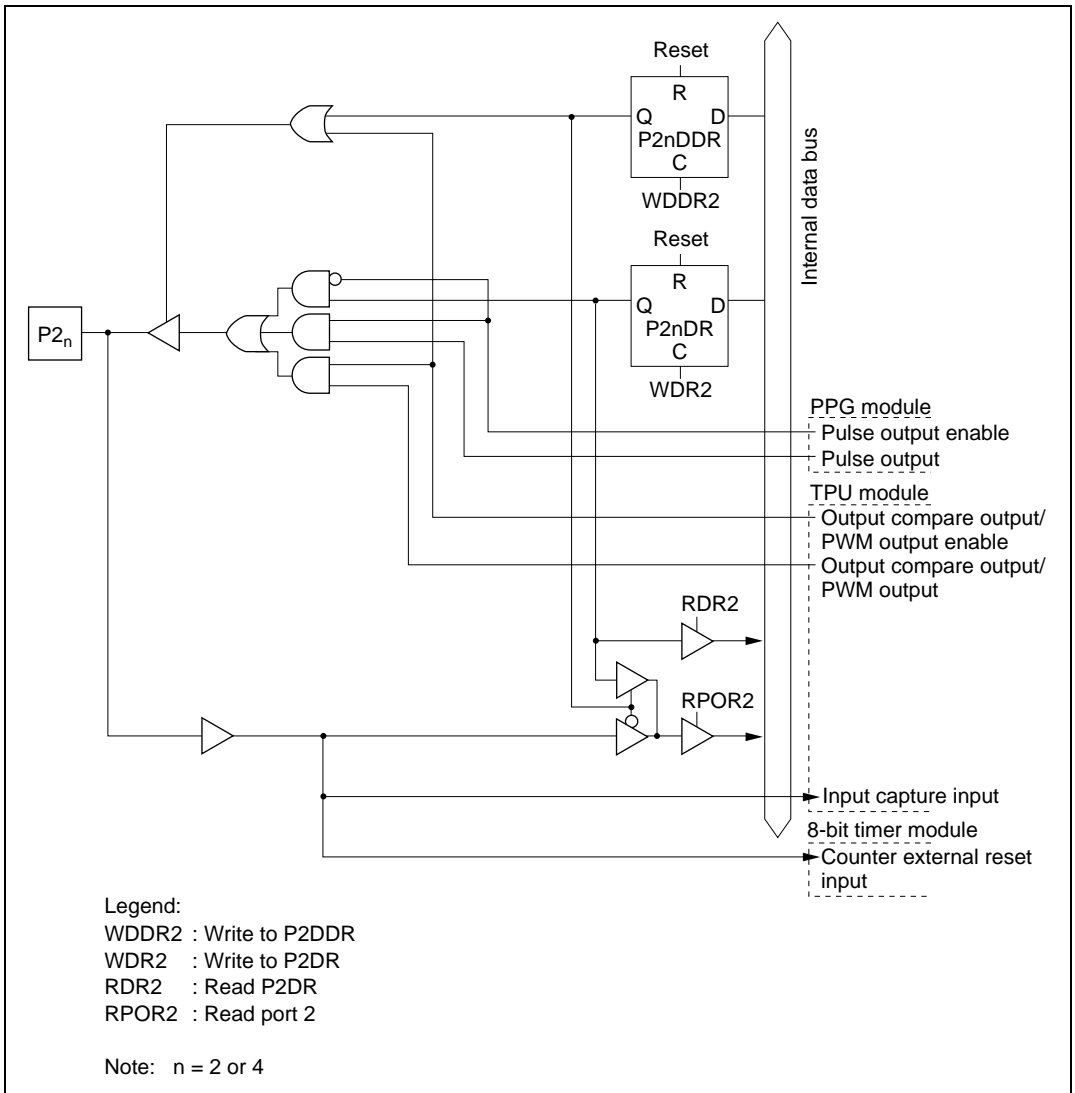 Reset
R
Q D
P2nDDR
C
WDDR2
Internal data bus
Reset
R
Q D
P2nDR
C
WDR2
P2n
PPG module
Pulse output enable
Pulse output
TPU module
Output compare output/
PWM output enable
Output compare output/
PWM output
RDR2
RPOR2
Input capture input
8-bit timer module
Counter external reset
input
Legend:
WDDR2 : Write to P2DDR
WDR2 : Write to P2DR
RDR2 : Read P2DR
RPOR2 : Read port 2
Note: n = 2 or 4